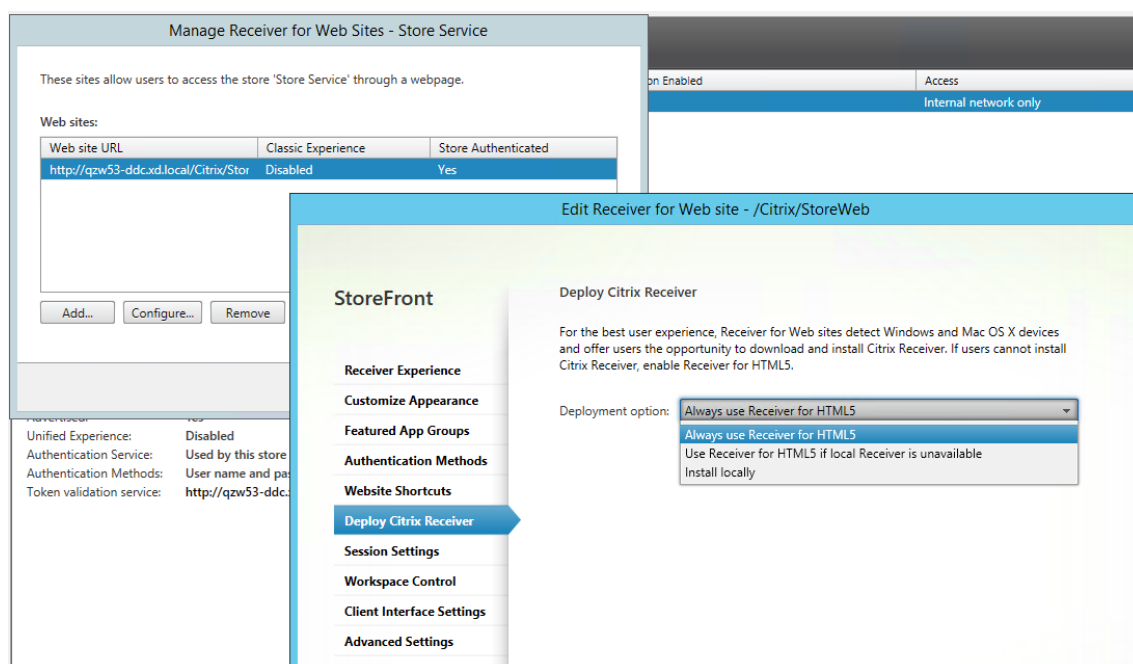 Manage Receiver for Web Sites - Store Service
These sites allow users to access the store 'Store Service' through a webpage.
Web sites:
Web site URL Classic Experience Store Authenticated
http://qzw53-ddc.xd.local/Citrix/Stor Disabled Yes
Add... Configure... Remove
on Enabled Access
Internal network only
Unified Experience: Disabled
Authentication Service: Used by this store
Authentication Methods: User name and pas
Token validation service: http://qzw53-ddc.
Edit Receiver for Web site - /Citrix/StoreWeb
StoreFront
Receiver Experience
Customize Appearance
Featured App Groups
Authentication Methods
Website Shortcuts
Deploy Citrix Receiver
Session Settings
Workspace Control
Client Interface Settings
Advanced Settings
Deploy Citrix Receiver
For the best user experience, Receiver for Web sites detect Windows and Mac OS X devices
and offer users the opportunity to download and install Citrix Receiver. If users cannot install
Citrix Receiver, enable Receiver for HTML5.
Deployment option: Always use Receiver for HTML5
Always use Receiver for HTML5
Use Receiver for HTML5 if local Receiver is unavailable
Install locally